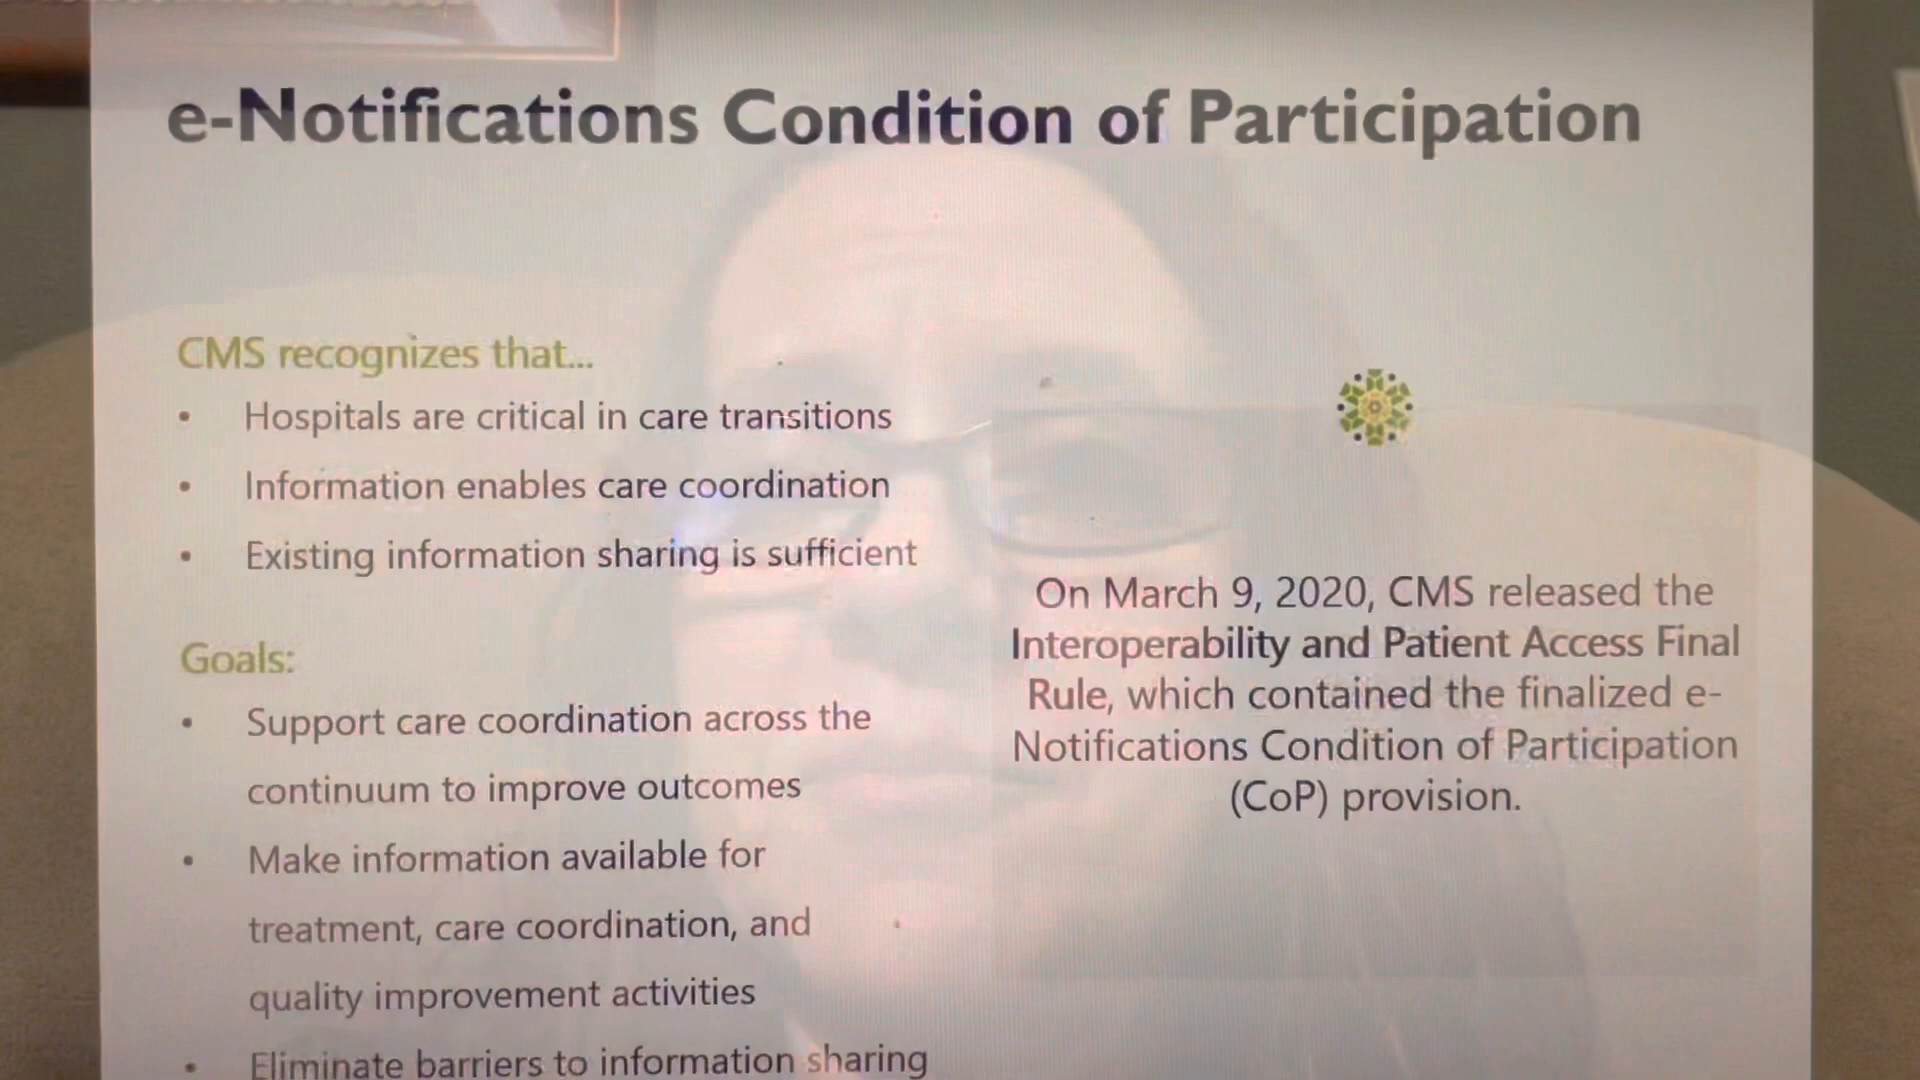 e-Notifications Condition of Participation
CMS recognizes that...
• Hospitals are critical in care transitions
• Information enables care coordination
• Existing information sharing is sufficient
Goals:
• Support care coordination across the
continuum to improve outcomes
• Make information available for
treatment, care coordination, and
quality improvement activities
• Eliminate barriers to information sharing
On March 9, 2020, CMS released the
Interoperability and Patient Access Final
Rule, which contained the finalized e-
Notifications Condition of Participation
(CoP) provision.